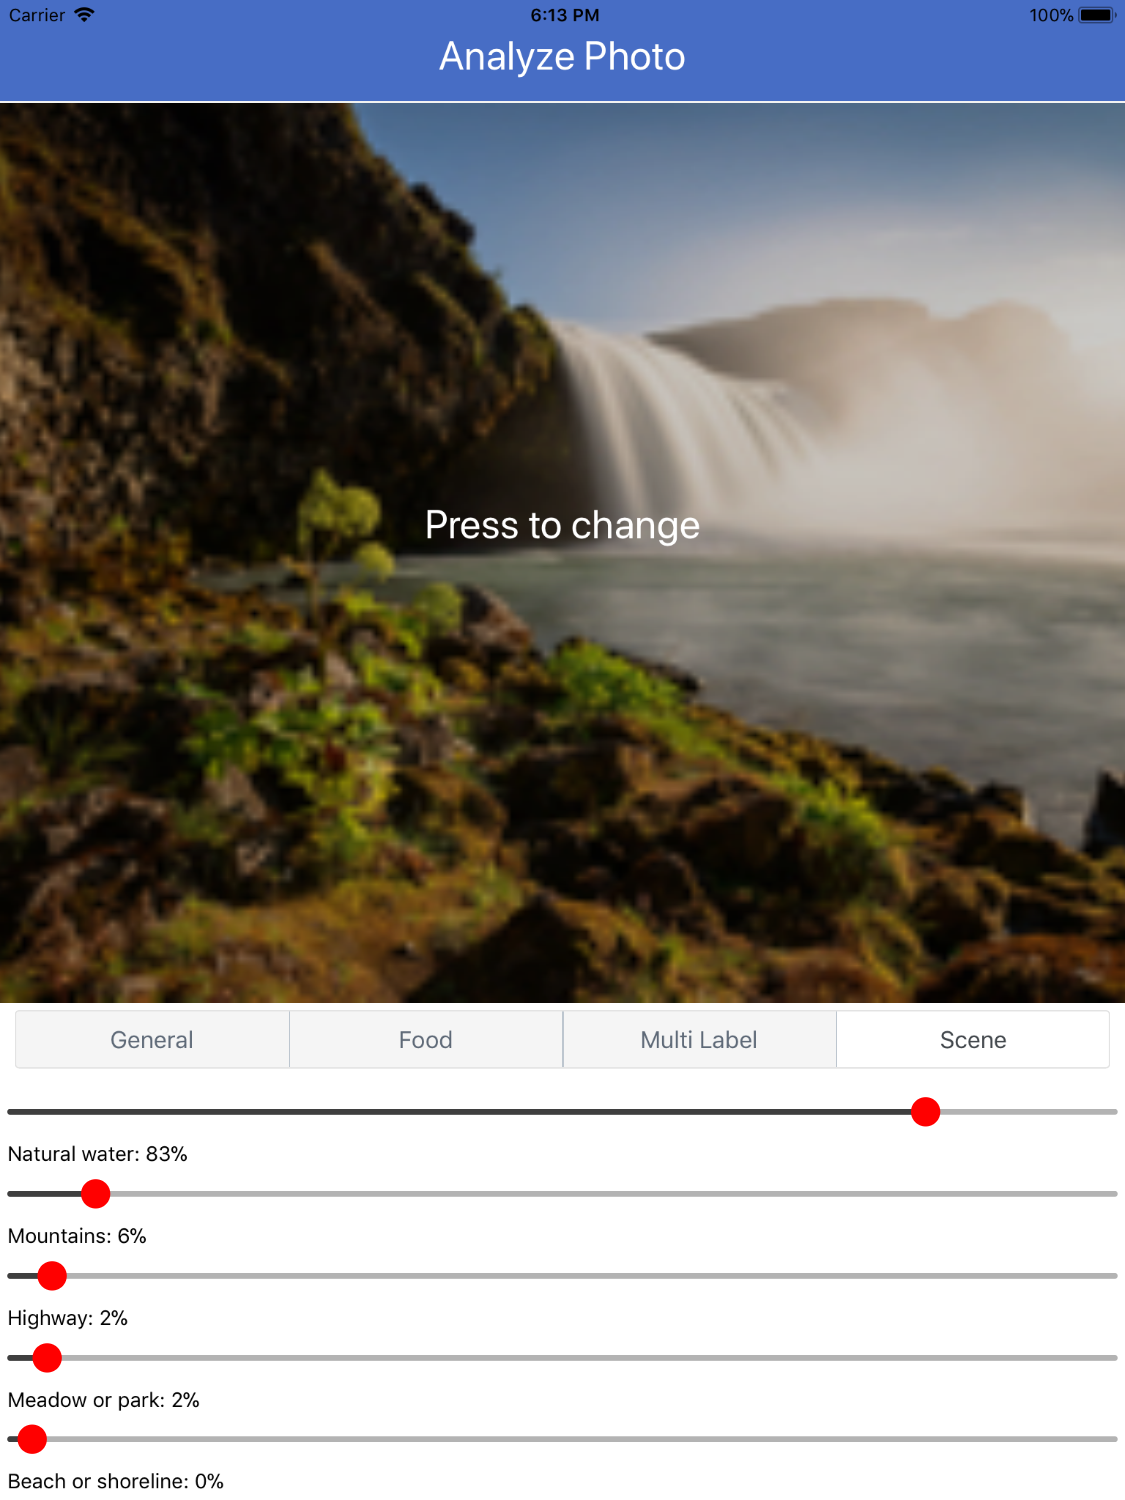 Carrier 6:13 PM 100%
Analyze Photo
Press to change
General Food Multi Label Scene
Natural water: 83%
Mountains: 6%
Highway: 2%
Meadow or park: 2%
Beach or shoreline: 0%